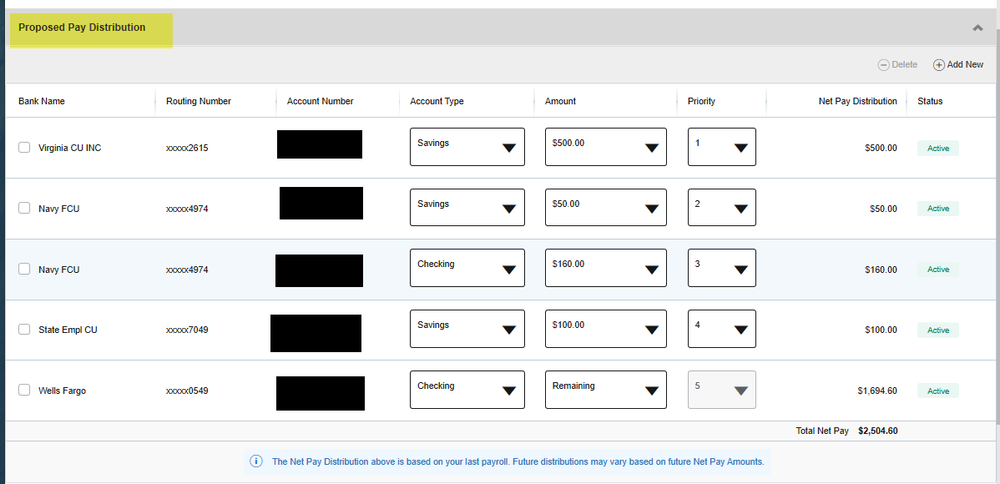 Proposed Pay Distribution
Delete Add New
Bank Name Routing Number Account Number Account Type Amount Priority Net Pay Distribution Status
Virginia CU INC xxxxx2615 Savings $500.00 1 $500.00 Active
Navy FCU xxxxx4974 Savings $50.00 2 $50.00 Active
Navy FCU xxxxx4974 Checking $160.00 3 $160.00 Active
State Empl CU xxxxx7049 Savings $100.00 4 $100.00 Active
Wells Fargo xxxxx0549 Checking Remaining 5 $1,694.60 Active
Total Net Pay $2,504.60
The Net Pay Distribution above is based on your last payroll. Future distributions may vary based on future Net Pay Amounts.